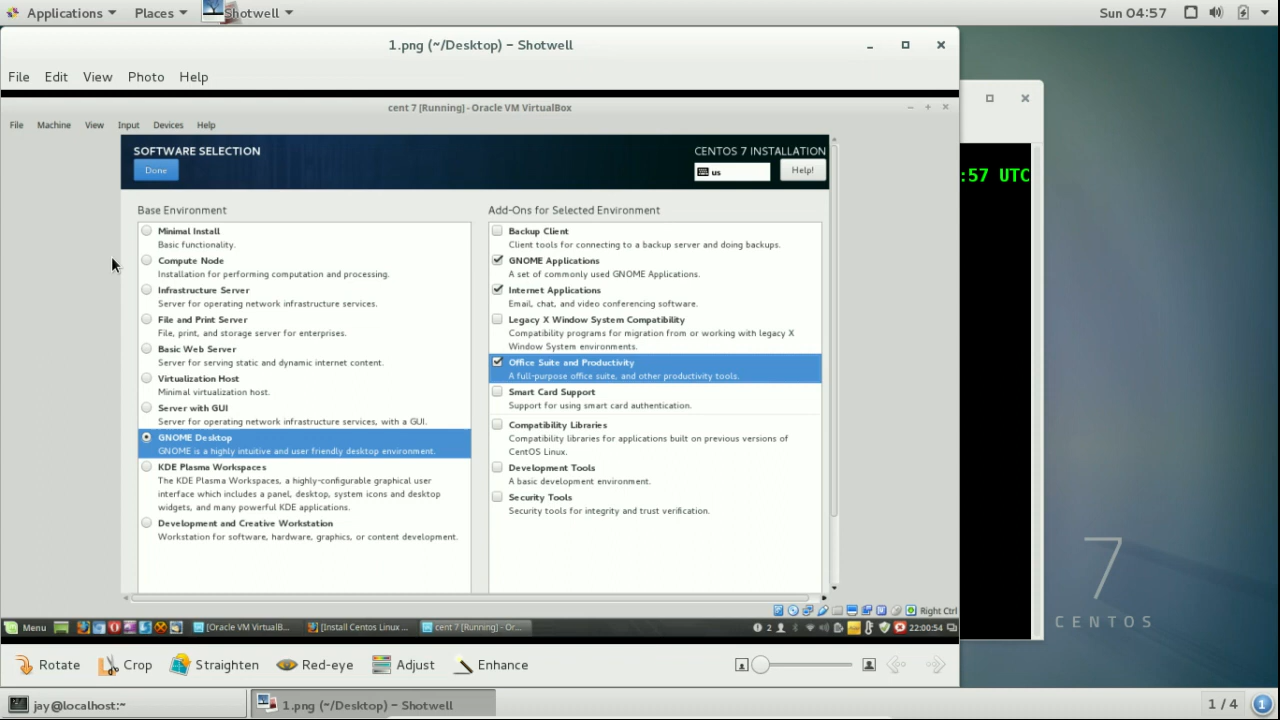 Applications Places Shotwell Sun 04:57
1.png (~/Desktop) – Shotwell
File Edit View Photo Help
cent 7 [Running] - Oracle VM VirtualBox
File Machine View Input Devices Help
SOFTWARE SELECTION
Done
CENTOS 7 INSTALLATION
us
Help!
Base Environment
Minimal Install
Basic functionality.
Compute Node
Installation for performing computation and processing.
Infrastructure Server
Server for operating network infrastructure services.
File and Print Server
File, print, and storage server for enterprises.
Basic Web Server
Server for serving static and dynamic internet content.
Virtualization Host
Minimal virtualization host.
Server with GUI
Server for operating network infrastructure services, with a GUI.
GNOME Desktop
GNOME is a highly intuitive and user friendly desktop environment.
KDE Plasma Workspaces
The KDE Plasma Workspaces, a highly-configurable graphical user
interface which includes a panel, desktop, system icons and desktop
widgets, and many powerful KDE applications.
Development and Creative Workstation
Workstation for software, hardware, graphics, or content development.
Add-Ons for Selected Environment
Backup Client
Client tools for connecting to a backup server and doing backups.
GNOME Applications
A set of commonly used GNOME Applications.
Internet Applications
Email, chat, and video conferencing software.
Legacy X Window System Compatibility
Compatibility programs for migration from or working with legacy X
Window System environments.
Office Suite and Productivity
A full-purpose office suite, and other productivity tools.
Smart Card Support
Support for using smart card authentication.
Compatibility Libraries
Compatibility libraries for applications built on previous versions of
CentOS Linux.
Development Tools
A basic development environment.
Security Tools
Security tools for integrity and trust verification.
:57 UTC
Right Ctrl
Menu [Oracle VM VirtualB... [Install Centos Linux ... cent 7 [Running] - Or... 2 22:00:54
Rotate Crop Straighten Red-eye Adjust Enhance
7
CENTOS
jay@localhost:~ 1.png (~/Desktop) – Shotwell 1 / 4 1